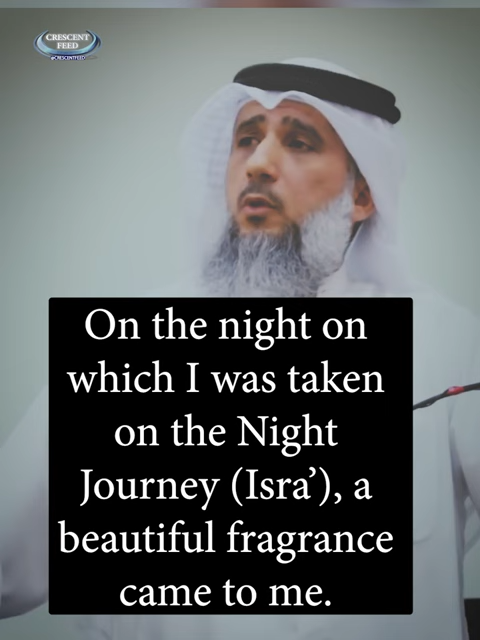 CRESCENT
FEED
@CRESCENTFEED
On the night on
which I was taken
on the Night
Journey (Isra’), a
beautiful fragrance
came to me.